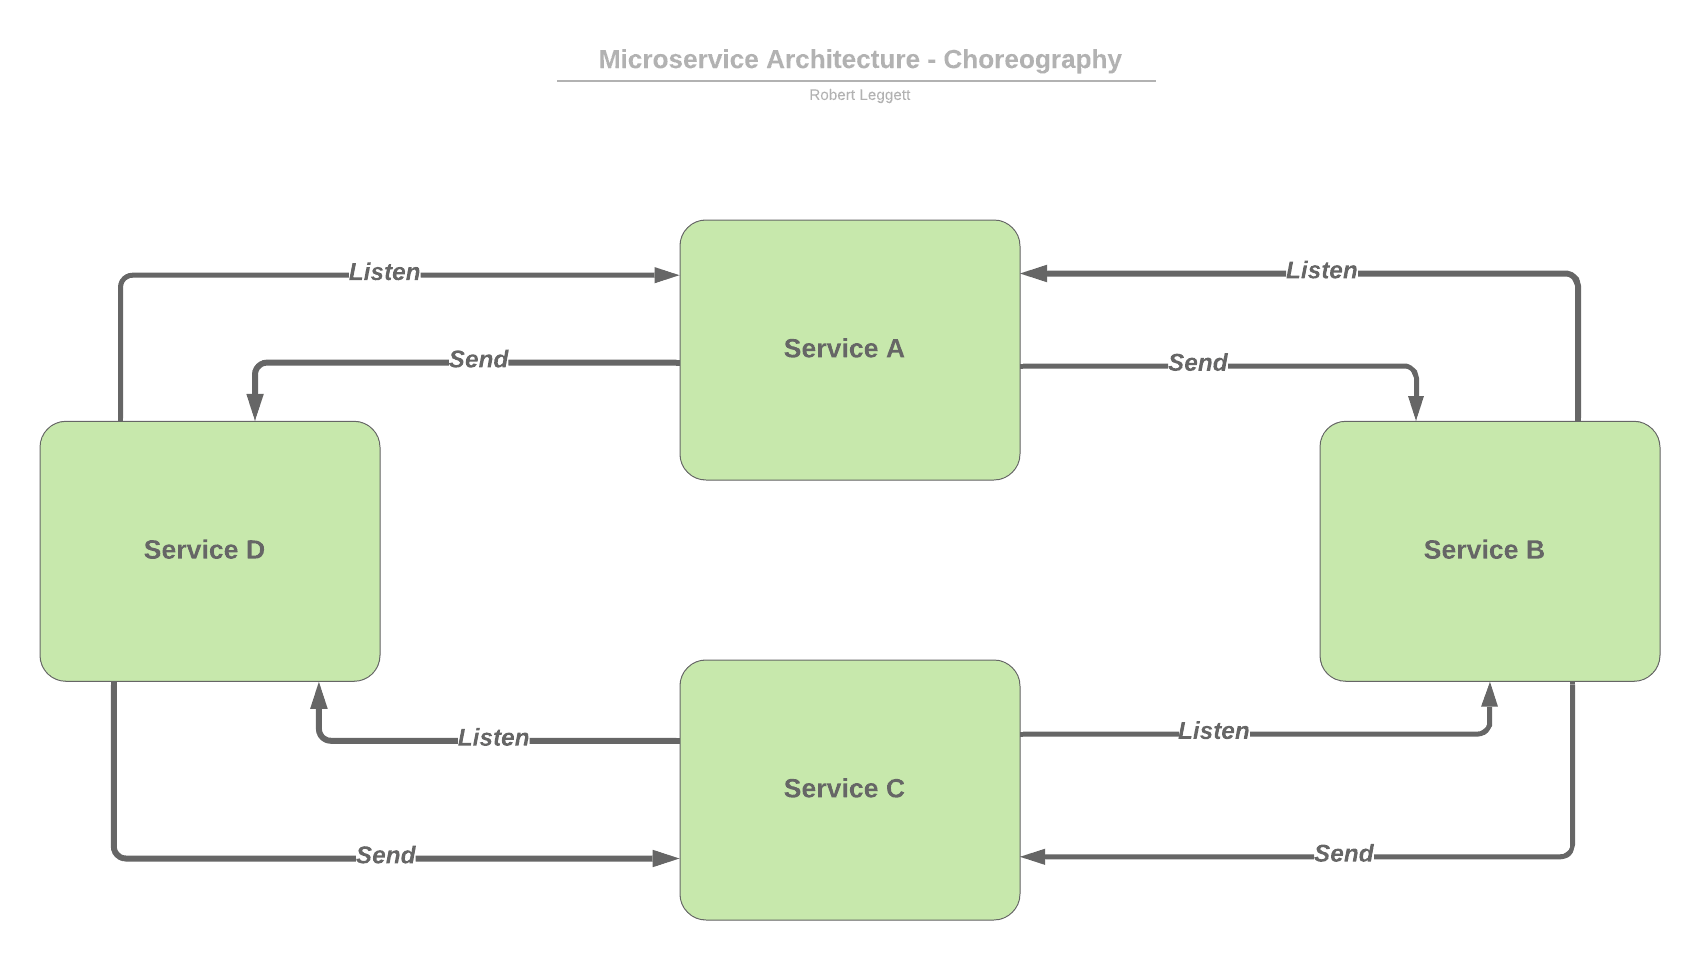 Microservice Architecture - Choreography
Robert Leggett
Listen
Listen
Service A
Send
Send
Service D
Service B
Listen
Listen
Service C
Send
Send